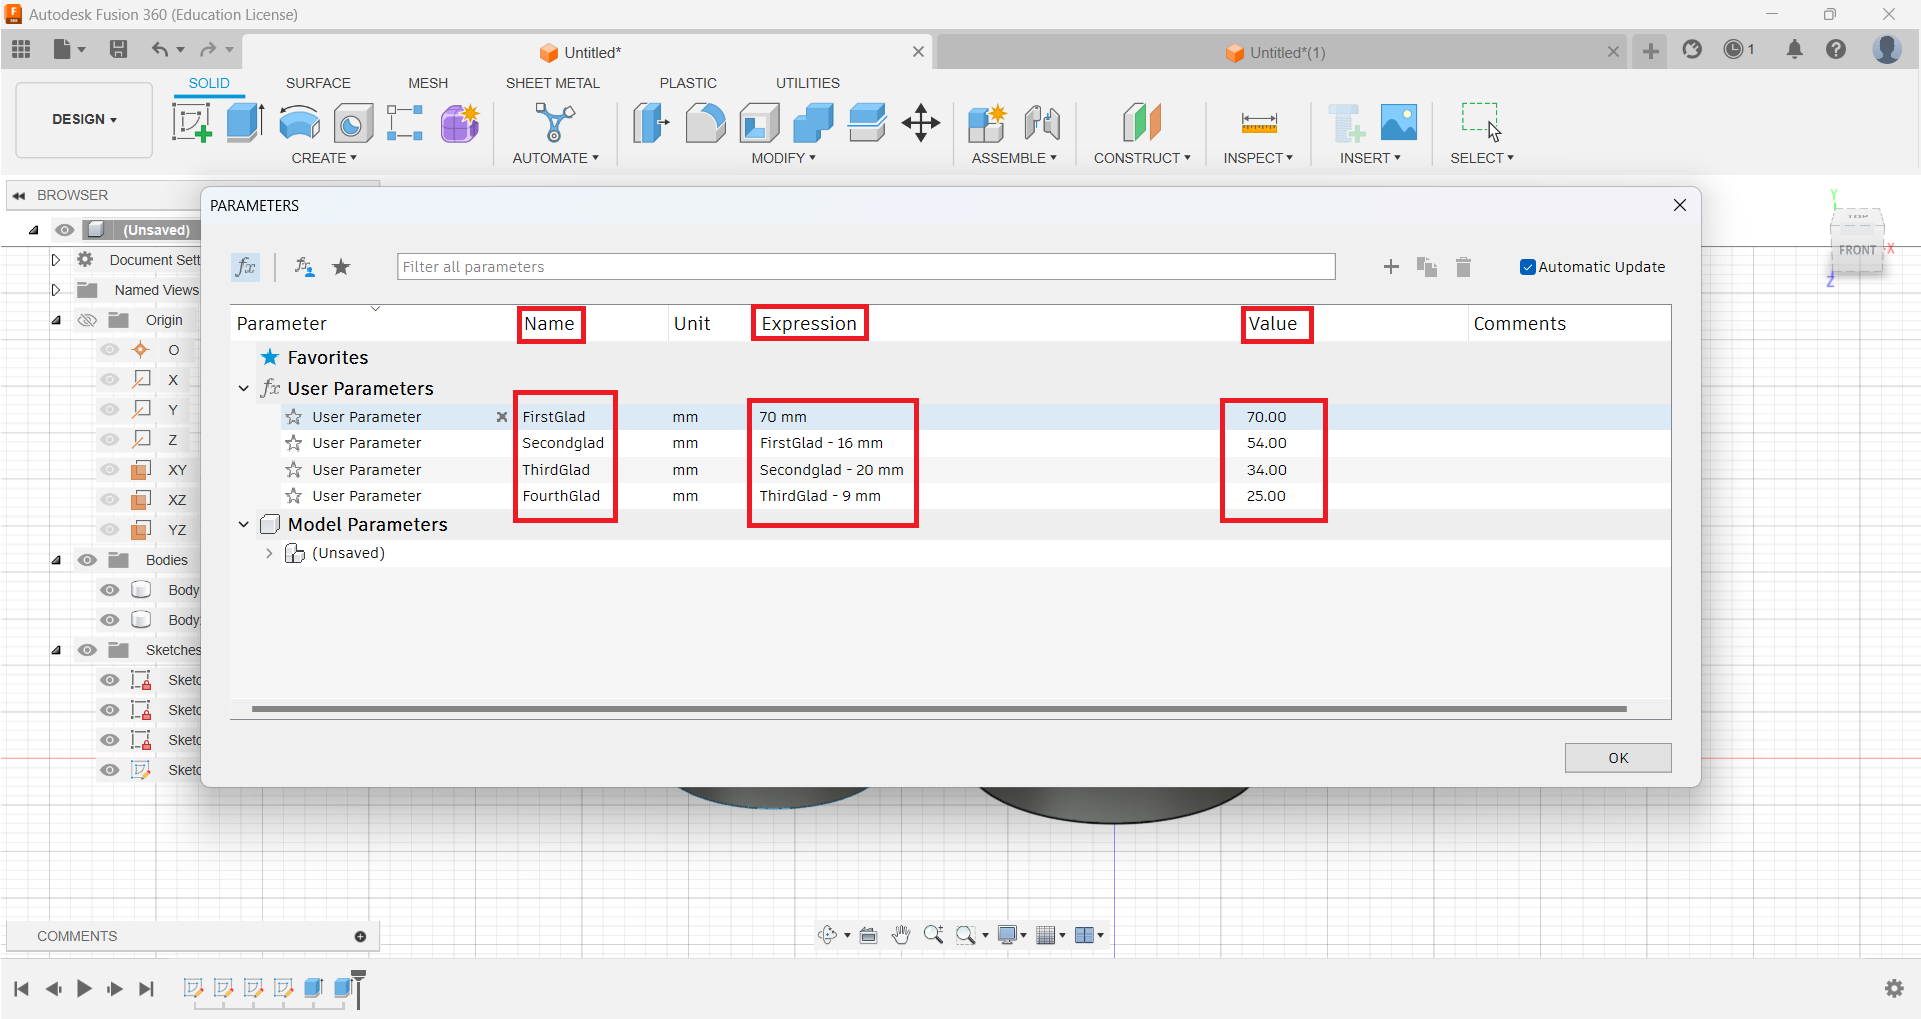 Autodesk Fusion 360 (Education License)
Untitled*
Untitled*(1)
1
SOLID SURFACE MESH SHEET METAL PLASTIC UTILITIES
DESIGN
CREATE AUTOMATE MODIFY ASSEMBLE CONSTRUCT INSPECT INSERT SELECT
BROWSER
(Unsaved)
Document Sett
Named Views
Origin
O
X
Y
Z
XY
XZ
YZ
Bodies
Body
Body
Sketches
Sketc
Sketc
Sketc
Sketc
PARAMETERS
Filter all parameters
Automatic Update
Parameter Name Unit Expression Value Comments
Favorites
User Parameters
User Parameter FirstGlad mm 70 mm 70.00
User Parameter Secondglad mm FirstGlad - 16 mm 54.00
User Parameter ThirdGlad mm Secondglad - 20 mm 34.00
User Parameter FourthGlad mm ThirdGlad - 9 mm 25.00
Model Parameters
(Unsaved)
OK
Y
TOP
FRONT
X
Z
COMMENTS